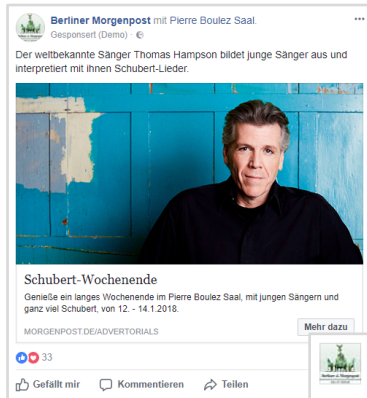 Berliner Morgenpost mit Pierre Boulez Saal.
Gesponsert (Demo) ·
Der weltbekannte Sänger Thomas Hampson bildet junge Sänger aus und
interpretiert mit ihnen Schubert-Lieder.
Schubert-Wochenende
Genieße ein langes Wochenende im Pierre Boulez Saal, mit jungen Sängern und
ganz viel Schubert, von 12. - 14.1.2018.
MORGENPOST.DE/ADVERTORIALS
Mehr dazu
33
Gefällt mir Kommentieren Teilen
Berliner Morgenpost